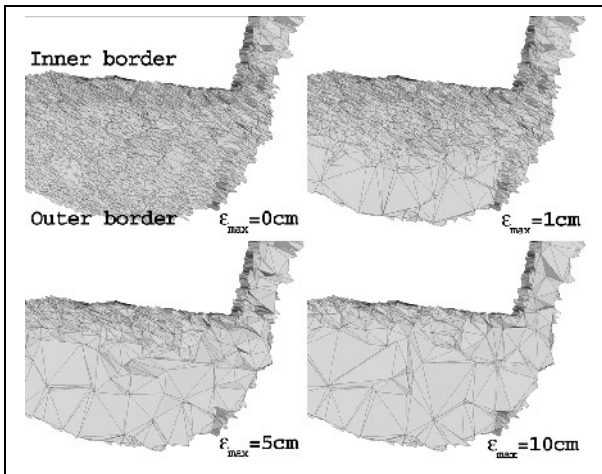 Inner border
Outer border
ε_max=0cm
ε_max=1cm
ε_max=5cm
ε_max=10cm